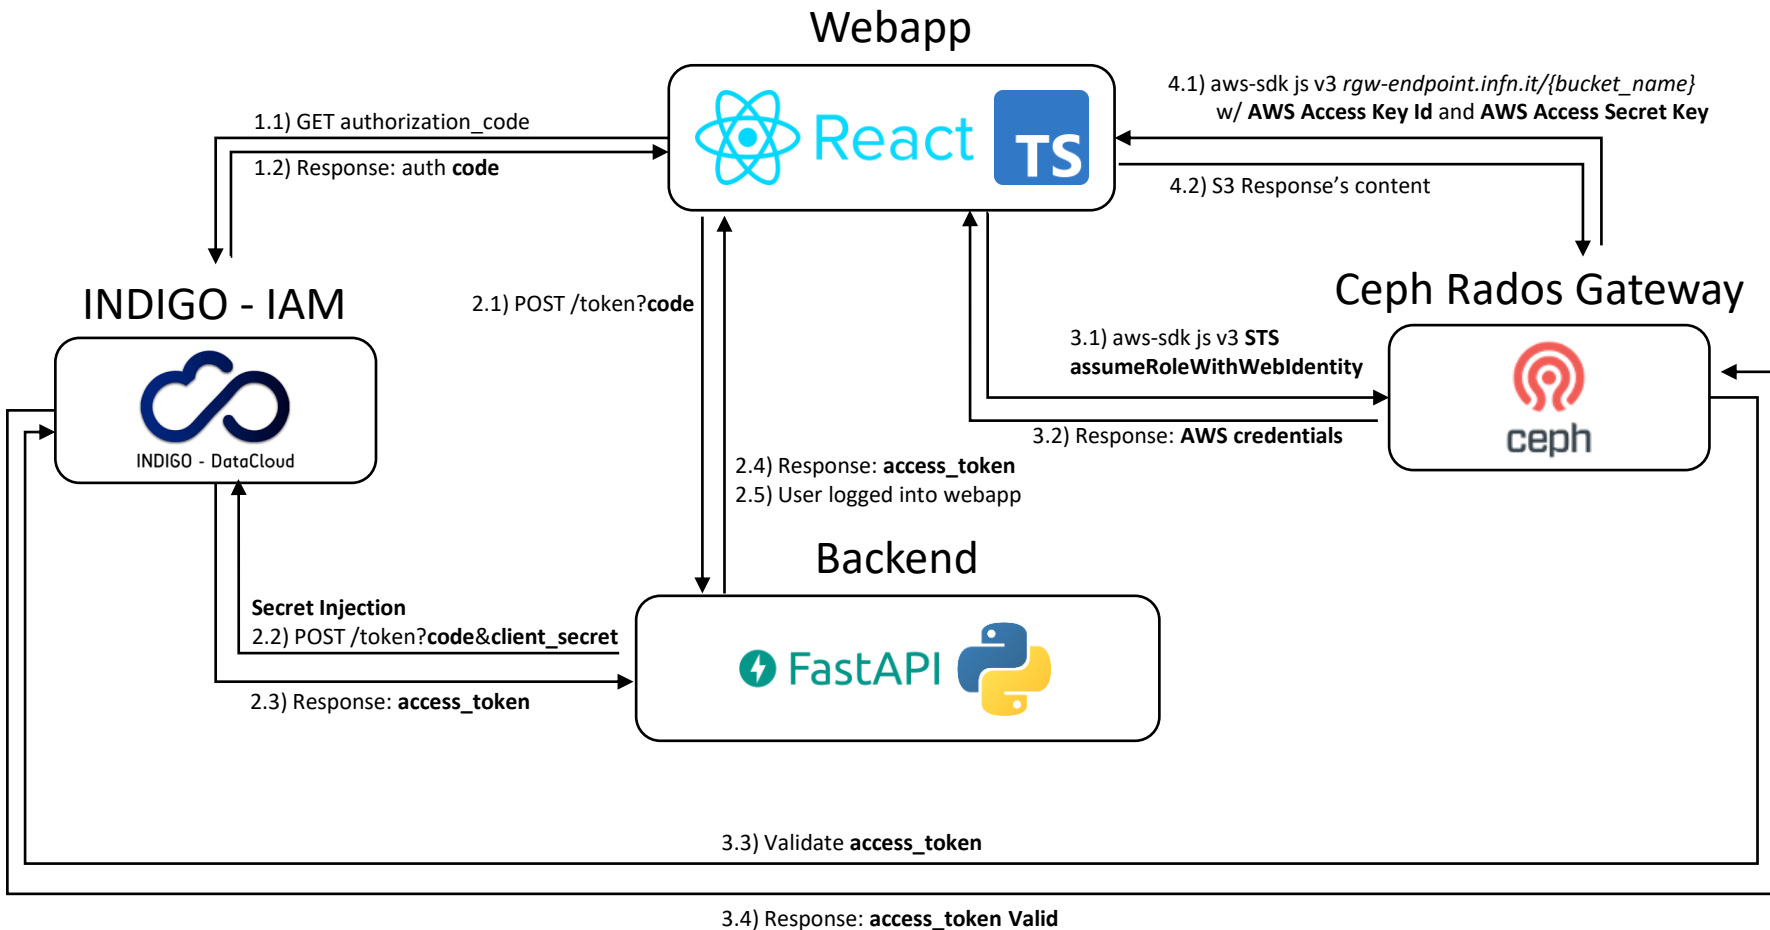 Webapp
React
TS
4.1) aws-sdk js v3 rgw-endpoint.infn.it/{bucket_name}
w/ AWS Access Key Id and AWS Access Secret Key
4.2) S3 Response’s content
1.1) GET authorization_code
1.2) Response: auth code
INDIGO - IAM
INDIGO - DataCloud
2.1) POST /token?code
Ceph Rados Gateway
ceph
3.1) aws-sdk js v3 STS
assumeRoleWithWebIdentity
3.2) Response: AWS credentials
2.4) Response: access_token
2.5) User logged into webapp
Backend
FastAPI
Secret Injection
2.2) POST /token?code&client_secret
2.3) Response: access_token
3.3) Validate access_token
3.4) Response: access_token Valid